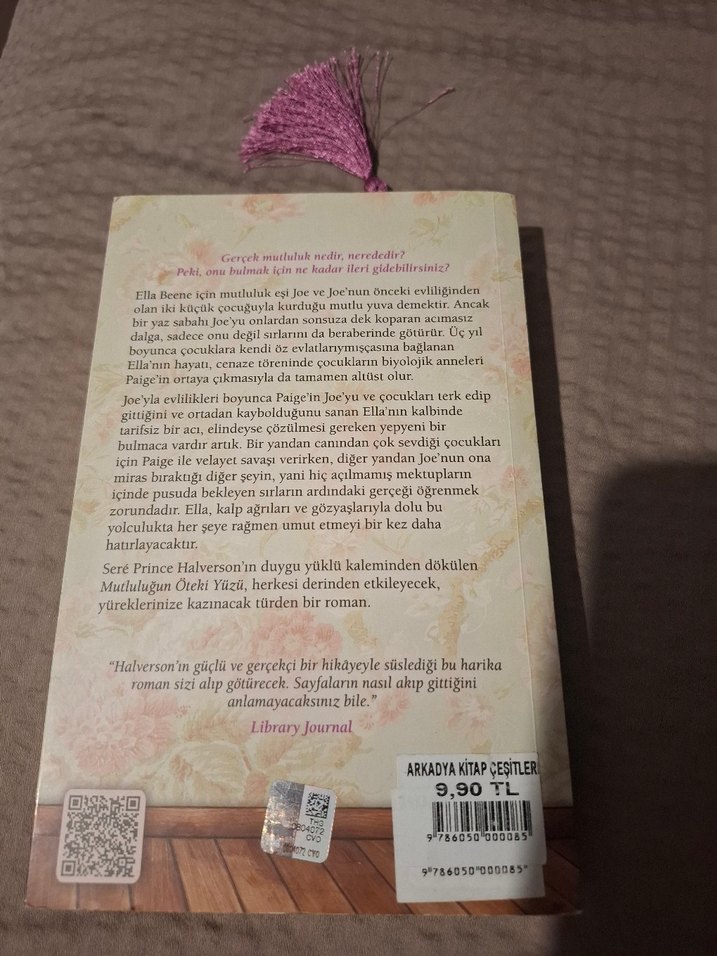 Gerçek mutluluk nedir, nerededir?
Peki, onu bulmak için ne kadar ileri gidebilirsiniz?
Ella Beene için mutluluk eşi Joe ve Joe'nun önceki evliliğinden
olan iki küçük çocuğuyla kurduğu mutlu yuva demektir. Ancak
bir yaz sabahı Joe'yu onlardan sonsuza dek koparan acımasız
dalga, sadece onu değil sırlarını da beraberinde götürür. Üç yıl
boyunca çocuklara kendi öz evlatlarıymışçasına bağlanan
Ella'nın hayatı, cenaze töreninde çocukların biyolojik anneleri
Paige'in ortaya çıkmasıyla da tamamen altüst olur.
Joe'yla evlilikleri boyunca Paige'in Joe'yu ve çocukları terk edip
gittiğini ve ortadan kaybolduğunu sanan Ella'nın kalbinde
tarifsiz bir acı, elindeyse çözülmesi gereken yepyeni bir
bulmaca vardır artık. Bir yandan canından çok sevdiği çocukları
için Paige ile velayet savaşı verirken, diğer yandan Joe'nun ona
miras bıraktığı diğer şeyin, yani hiç açılmamış mektupların
içinde pusuda bekleyen sırların ardındaki gerçeği öğrenmek
zorundadır. Ella, kalp ağrıları ve gözyaşlarıyla dolu bu
yolculukta her şeye rağmen umut etmeyi bir kez daha
hatırlayacaktır.
Seré Prince Halverson'ın duygu yüklü kaleminden dökülen
Mutluluğun Öteki Yüzü, herkesi derinden etkileyecek,
yüreklerinize kazınacak türden bir roman.
"Halverson'ın güçlü ve gerçekçi bir hikâyeyle süslediği bu harika
roman sizi alıp götürecek. Sayfaların nasıl akıp gittiğini
anlamayacaksınız bile."
Library Journal
ARKADYA KİTAP ÇEŞİTLER
9,90 TL
9 786050 000085
9 786050 000085
THG
0804072
CVO
0804072 CVO